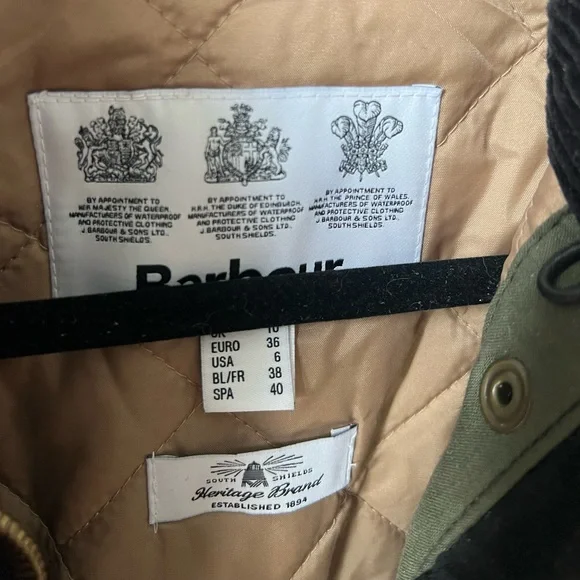 BY APPOINTMENT TO
HER MAJESTY THE QUEEN
MANUFACTURERS OF WATERPROOF
AND PROTECTIVE CLOTHING
J. BARBOUR & SONS LTD.
SOUTH SHIELDS.
BY APPOINTMENT TO
H.R.H. THE DUKE OF EDINBURGH.
MANUFACTURERS OF WATERPROOF
AND PROTECTIVE CLOTHING
J. BARBOUR & SONS LTD.
SOUTH SHIELDS.
BY APPOINTMENT TO
H.R.H. THE PRINCE OF WALES.
MANUFACTURERS OF WATERPROOF
AND PROTECTIVE CLOTHING
J. BARBOUR & SONS LTD.
SOUTH SHIELDS.
Barbour
UK 10
EURO 36
USA 6
BL/FR 38
SPA 40
SOUTH SHIELDS
Heritage Brand
ESTABLISHED 1894